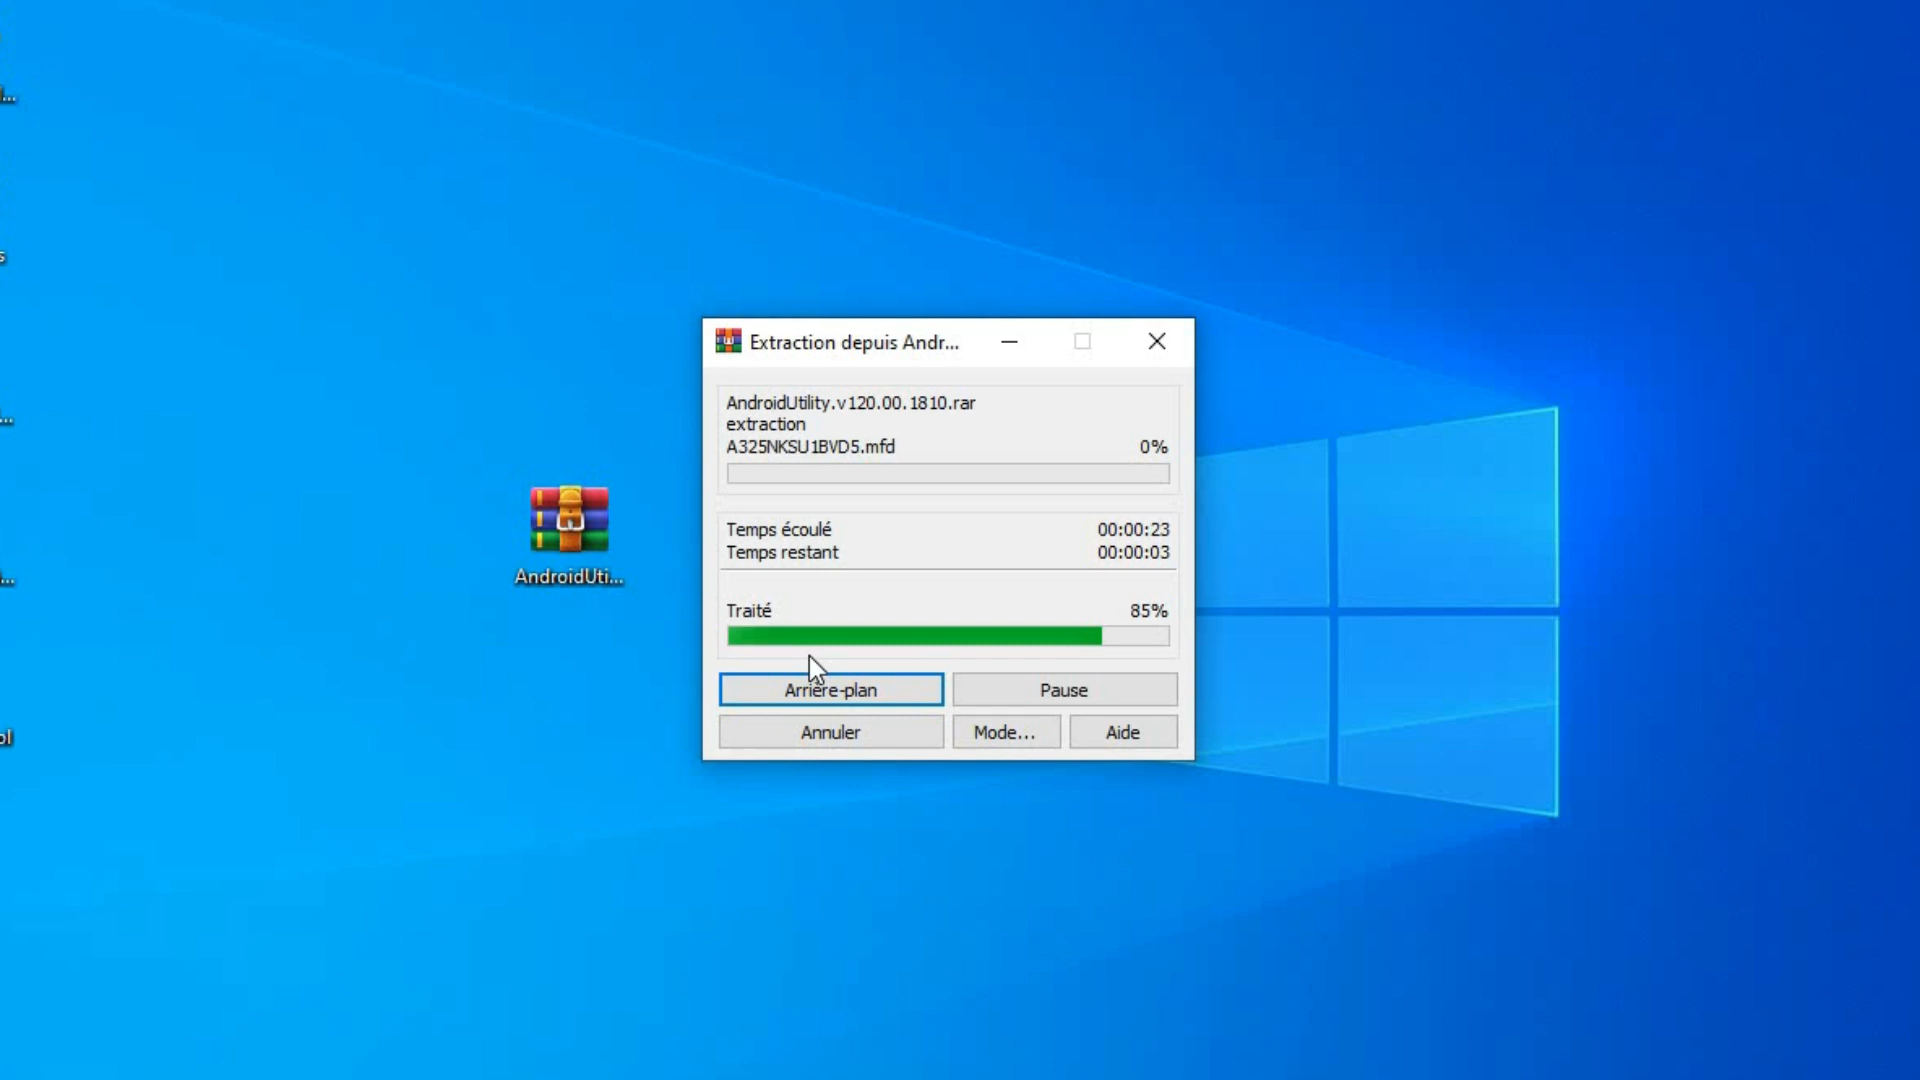 Extraction depuis Andr...
AndroidUtility.v120.00.1810.rar
extraction
A325NKSU1BVD5.mfd 0%
Temps écoulé 00:00:23
Temps restant 00:00:03
Traité 85%
Arrière-plan Pause
Annuler Mode... Aide
AndroidUti...